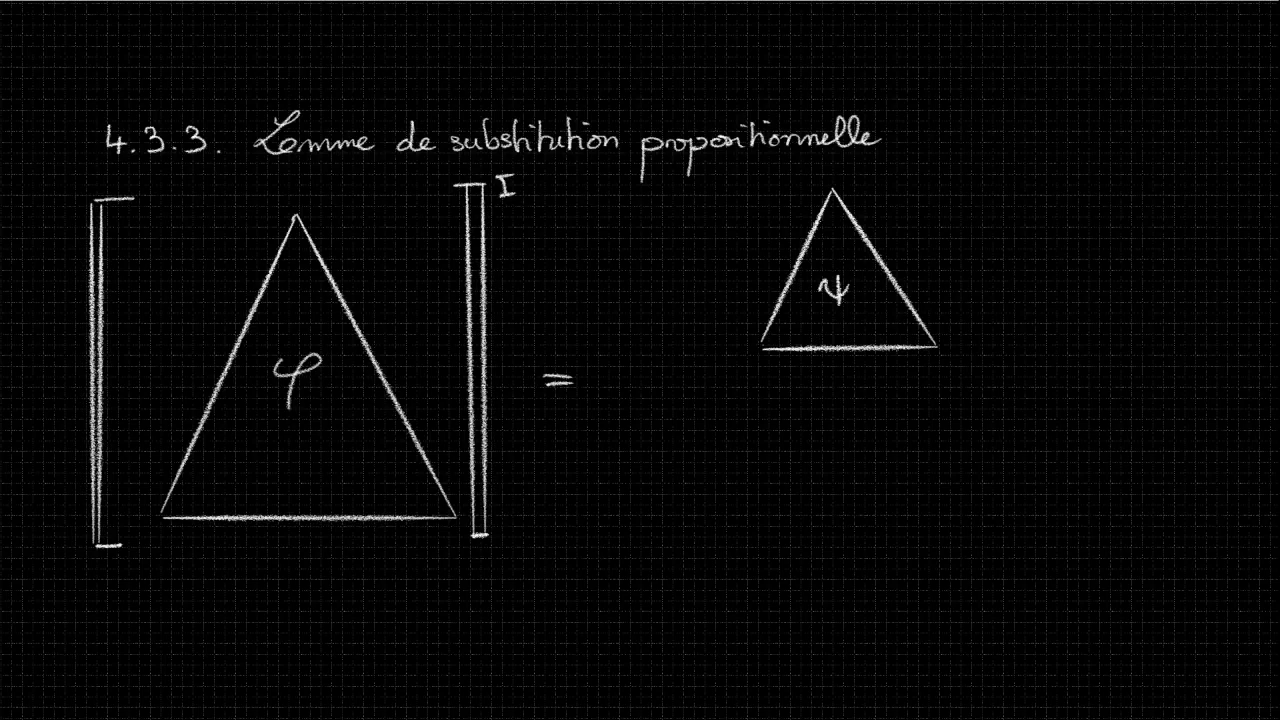 4.3.3. Lemme de substitution propositionnelle
I
ψ
φ
=